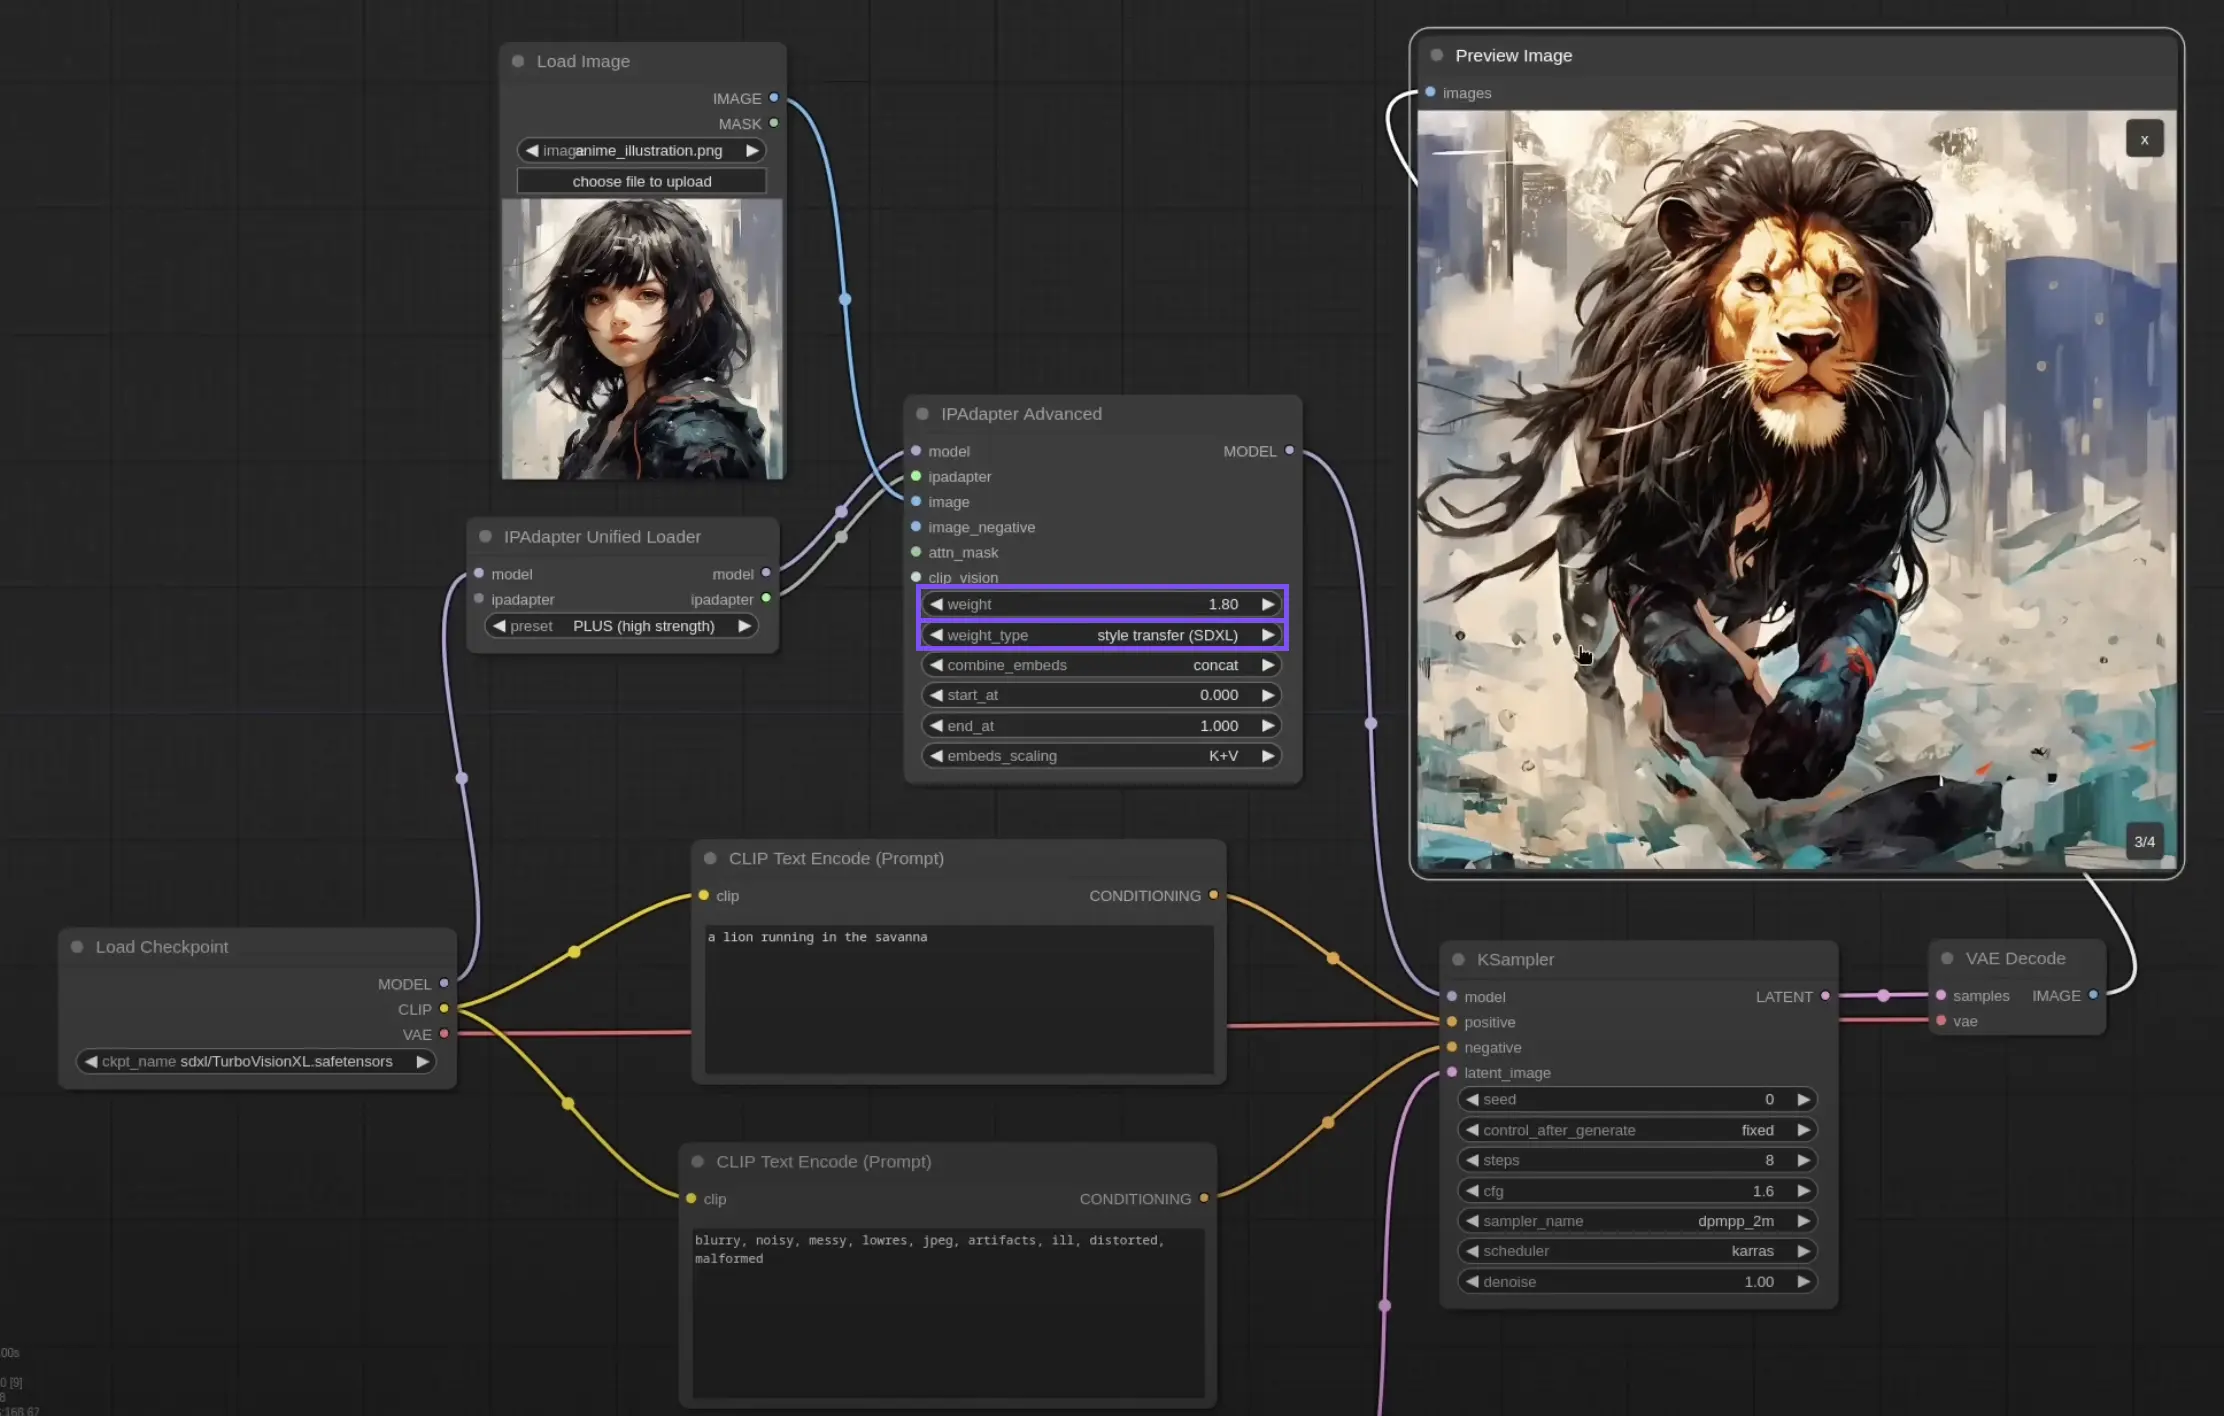 Load Image
IMAGE
MASK
image anime_illustration.png
choose file to upload
IPAdapter Unified Loader
model model
ipadapter ipadapter
preset PLUS (high strength)
IPAdapter Advanced
model MODEL
ipadapter
image
image_negative
attn_mask
clip_vision
weight 1.80
weight_type style transfer (SDXL)
combine_embeds concat
start_at 0.000
end_at 1.000
embeds_scaling K+V
Preview Image
images
x
3/4
Load Checkpoint
MODEL
CLIP
VAE
ckpt_name sdxl/TurboVisionXL.safetensors
CLIP Text Encode (Prompt)
clip CONDITIONING
a lion running in the savanna
CLIP Text Encode (Prompt)
clip CONDITIONING
blurry, noisy, messy, lowres, jpeg, artifacts, ill, distorted,
malformed
KSampler
model LATENT
positive
negative
latent_image
seed 0
control_after_generate fixed
steps 8
cfg 1.6
sampler_name dpmpp_2m
scheduler karras
denoise 1.00
VAE Decode
samples IMAGE
vae
00s
0 [9]
8